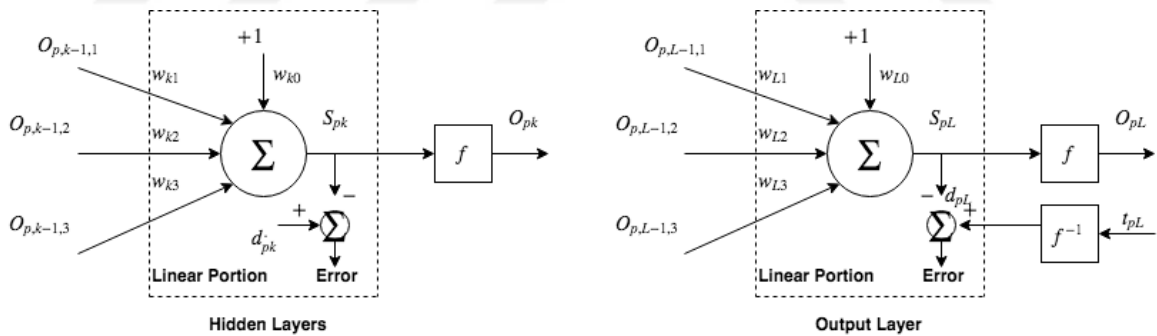 +1
O_{p,k−1,1}
w_{k1}
w_{k0}
O_{p,k−1,2}
w_{k2}
Σ
S_{pk}
f
O_{pk}
w_{k3}
−
+
Σ
O_{p,k−1,3}
d_{pk}
Linear Portion
Error
Hidden Layers
+1
O_{p,L−1,1}
w_{L1}
w_{L0}
O_{p,L−1,2}
w_{L2}
Σ
S_{pL}
f
O_{pL}
w_{L3}
−
d_{pL}
+
Σ
O_{p,L−1,3}
f^{−1}
t_{pL}
Linear Portion
Error
Output Layer